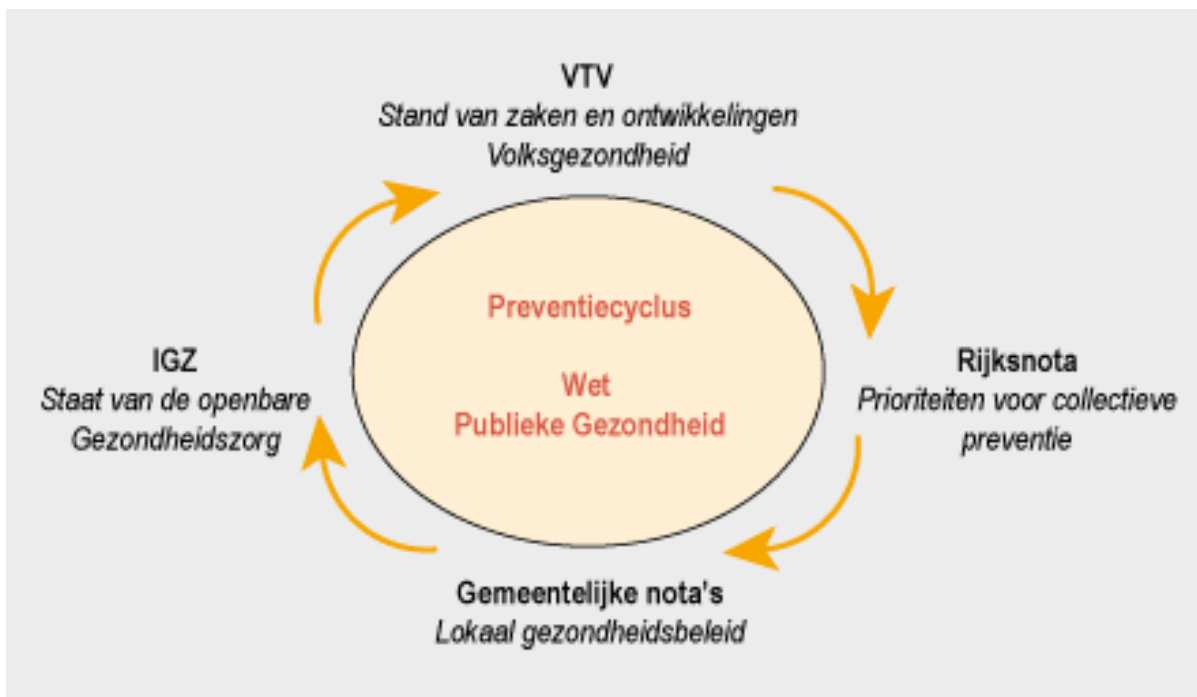 VTV
Stand van zaken en ontwikkelingen
Volksgezondheid
Preventiecyclus
Wet
Publieke Gezondheid
IGZ
Staat van de openbare
Gezondheidszorg
Rijksnota
Prioriteiten voor collectieve
preventie
Gemeentelijke nota's
Lokaal gezondheidsbeleid